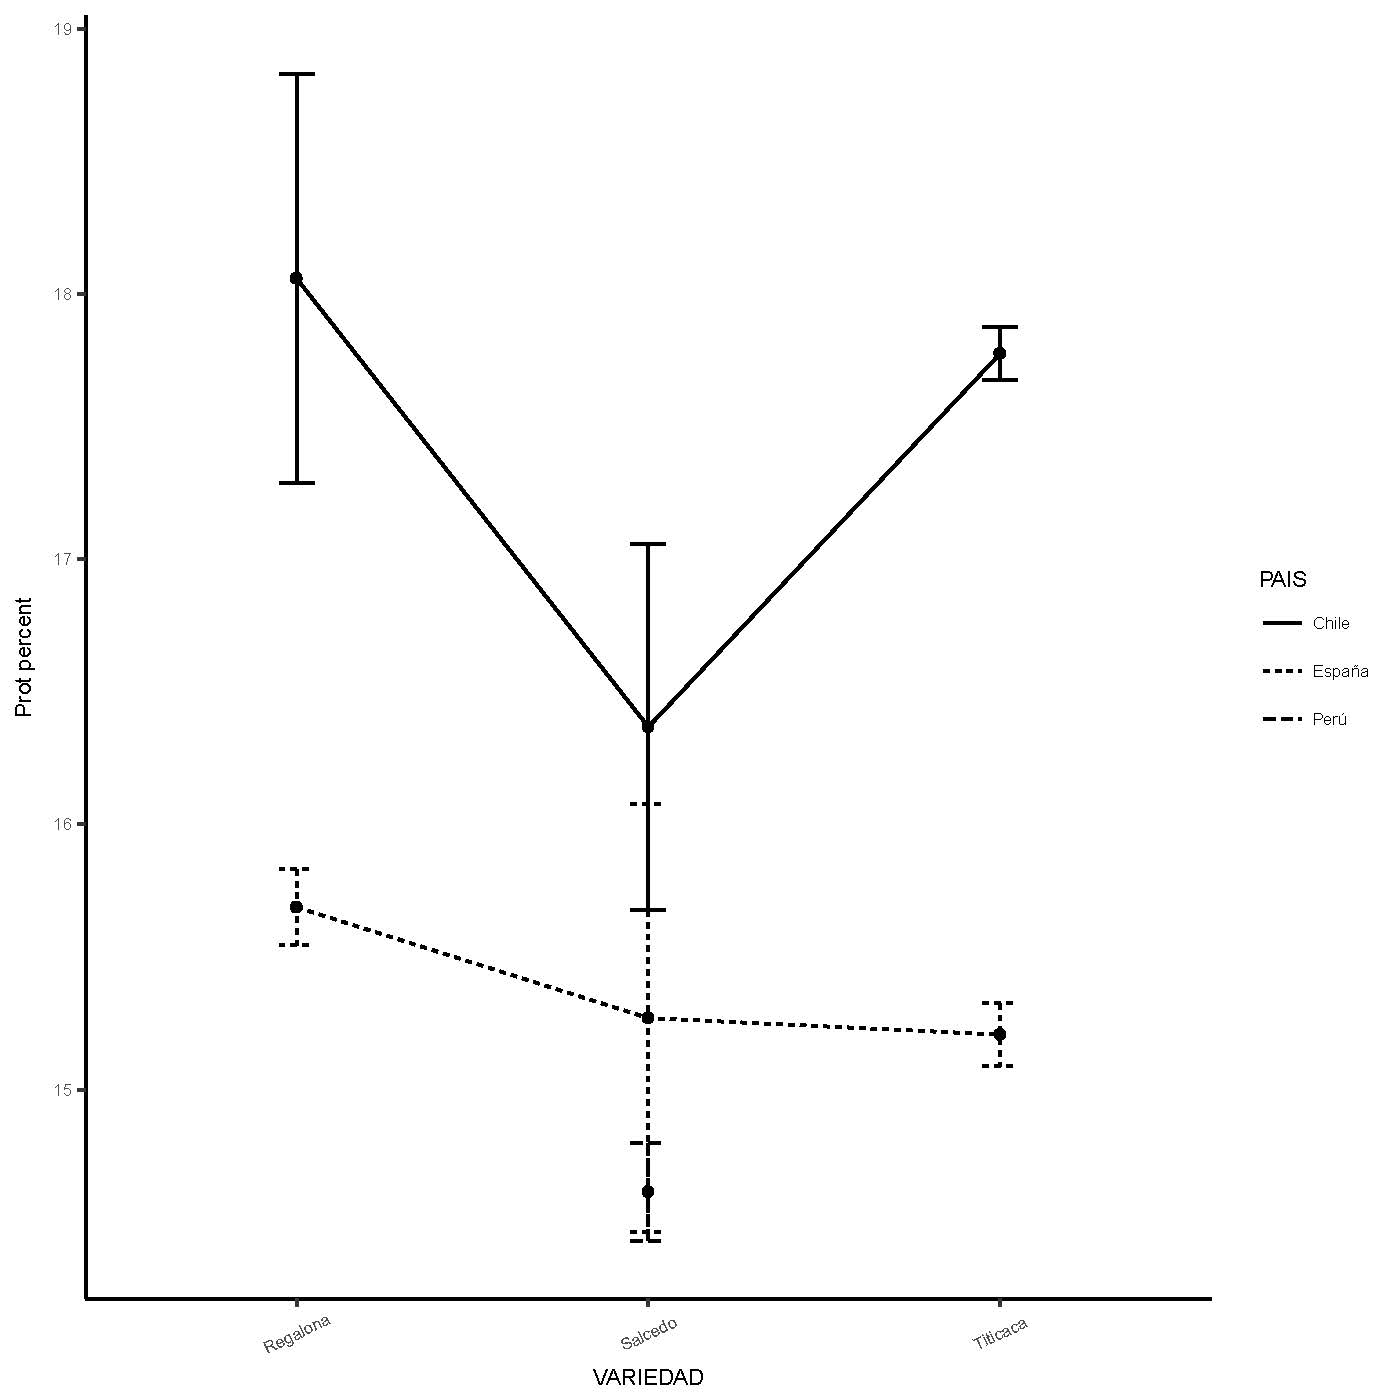 19
18
17
16
15
Prot percent
Regalona
Salcedo
Titicaca
VARIEDAD
PAIS
Chile
España
Perú